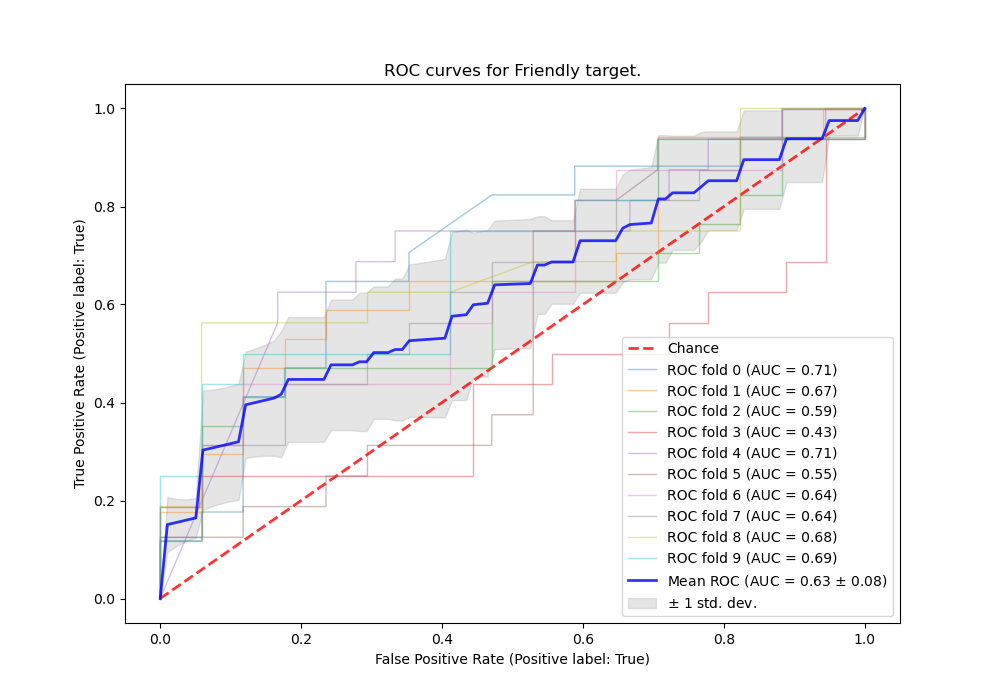 ROC curves for Friendly target.
1.0
0.8
0.6
0.4
0.2
0.0
True Positive Rate (Positive label: True)
Chance
ROC fold 0 (AUC = 0.71)
ROC fold 1 (AUC = 0.67)
ROC fold 2 (AUC = 0.59)
ROC fold 3 (AUC = 0.43)
ROC fold 4 (AUC = 0.71)
ROC fold 5 (AUC = 0.55)
ROC fold 6 (AUC = 0.64)
ROC fold 7 (AUC = 0.64)
ROC fold 8 (AUC = 0.68)
ROC fold 9 (AUC = 0.69)
Mean ROC (AUC = 0.63 ± 0.08)
± 1 std. dev.
0.0 0.2 0.4 0.6 0.8 1.0
False Positive Rate (Positive label: True)